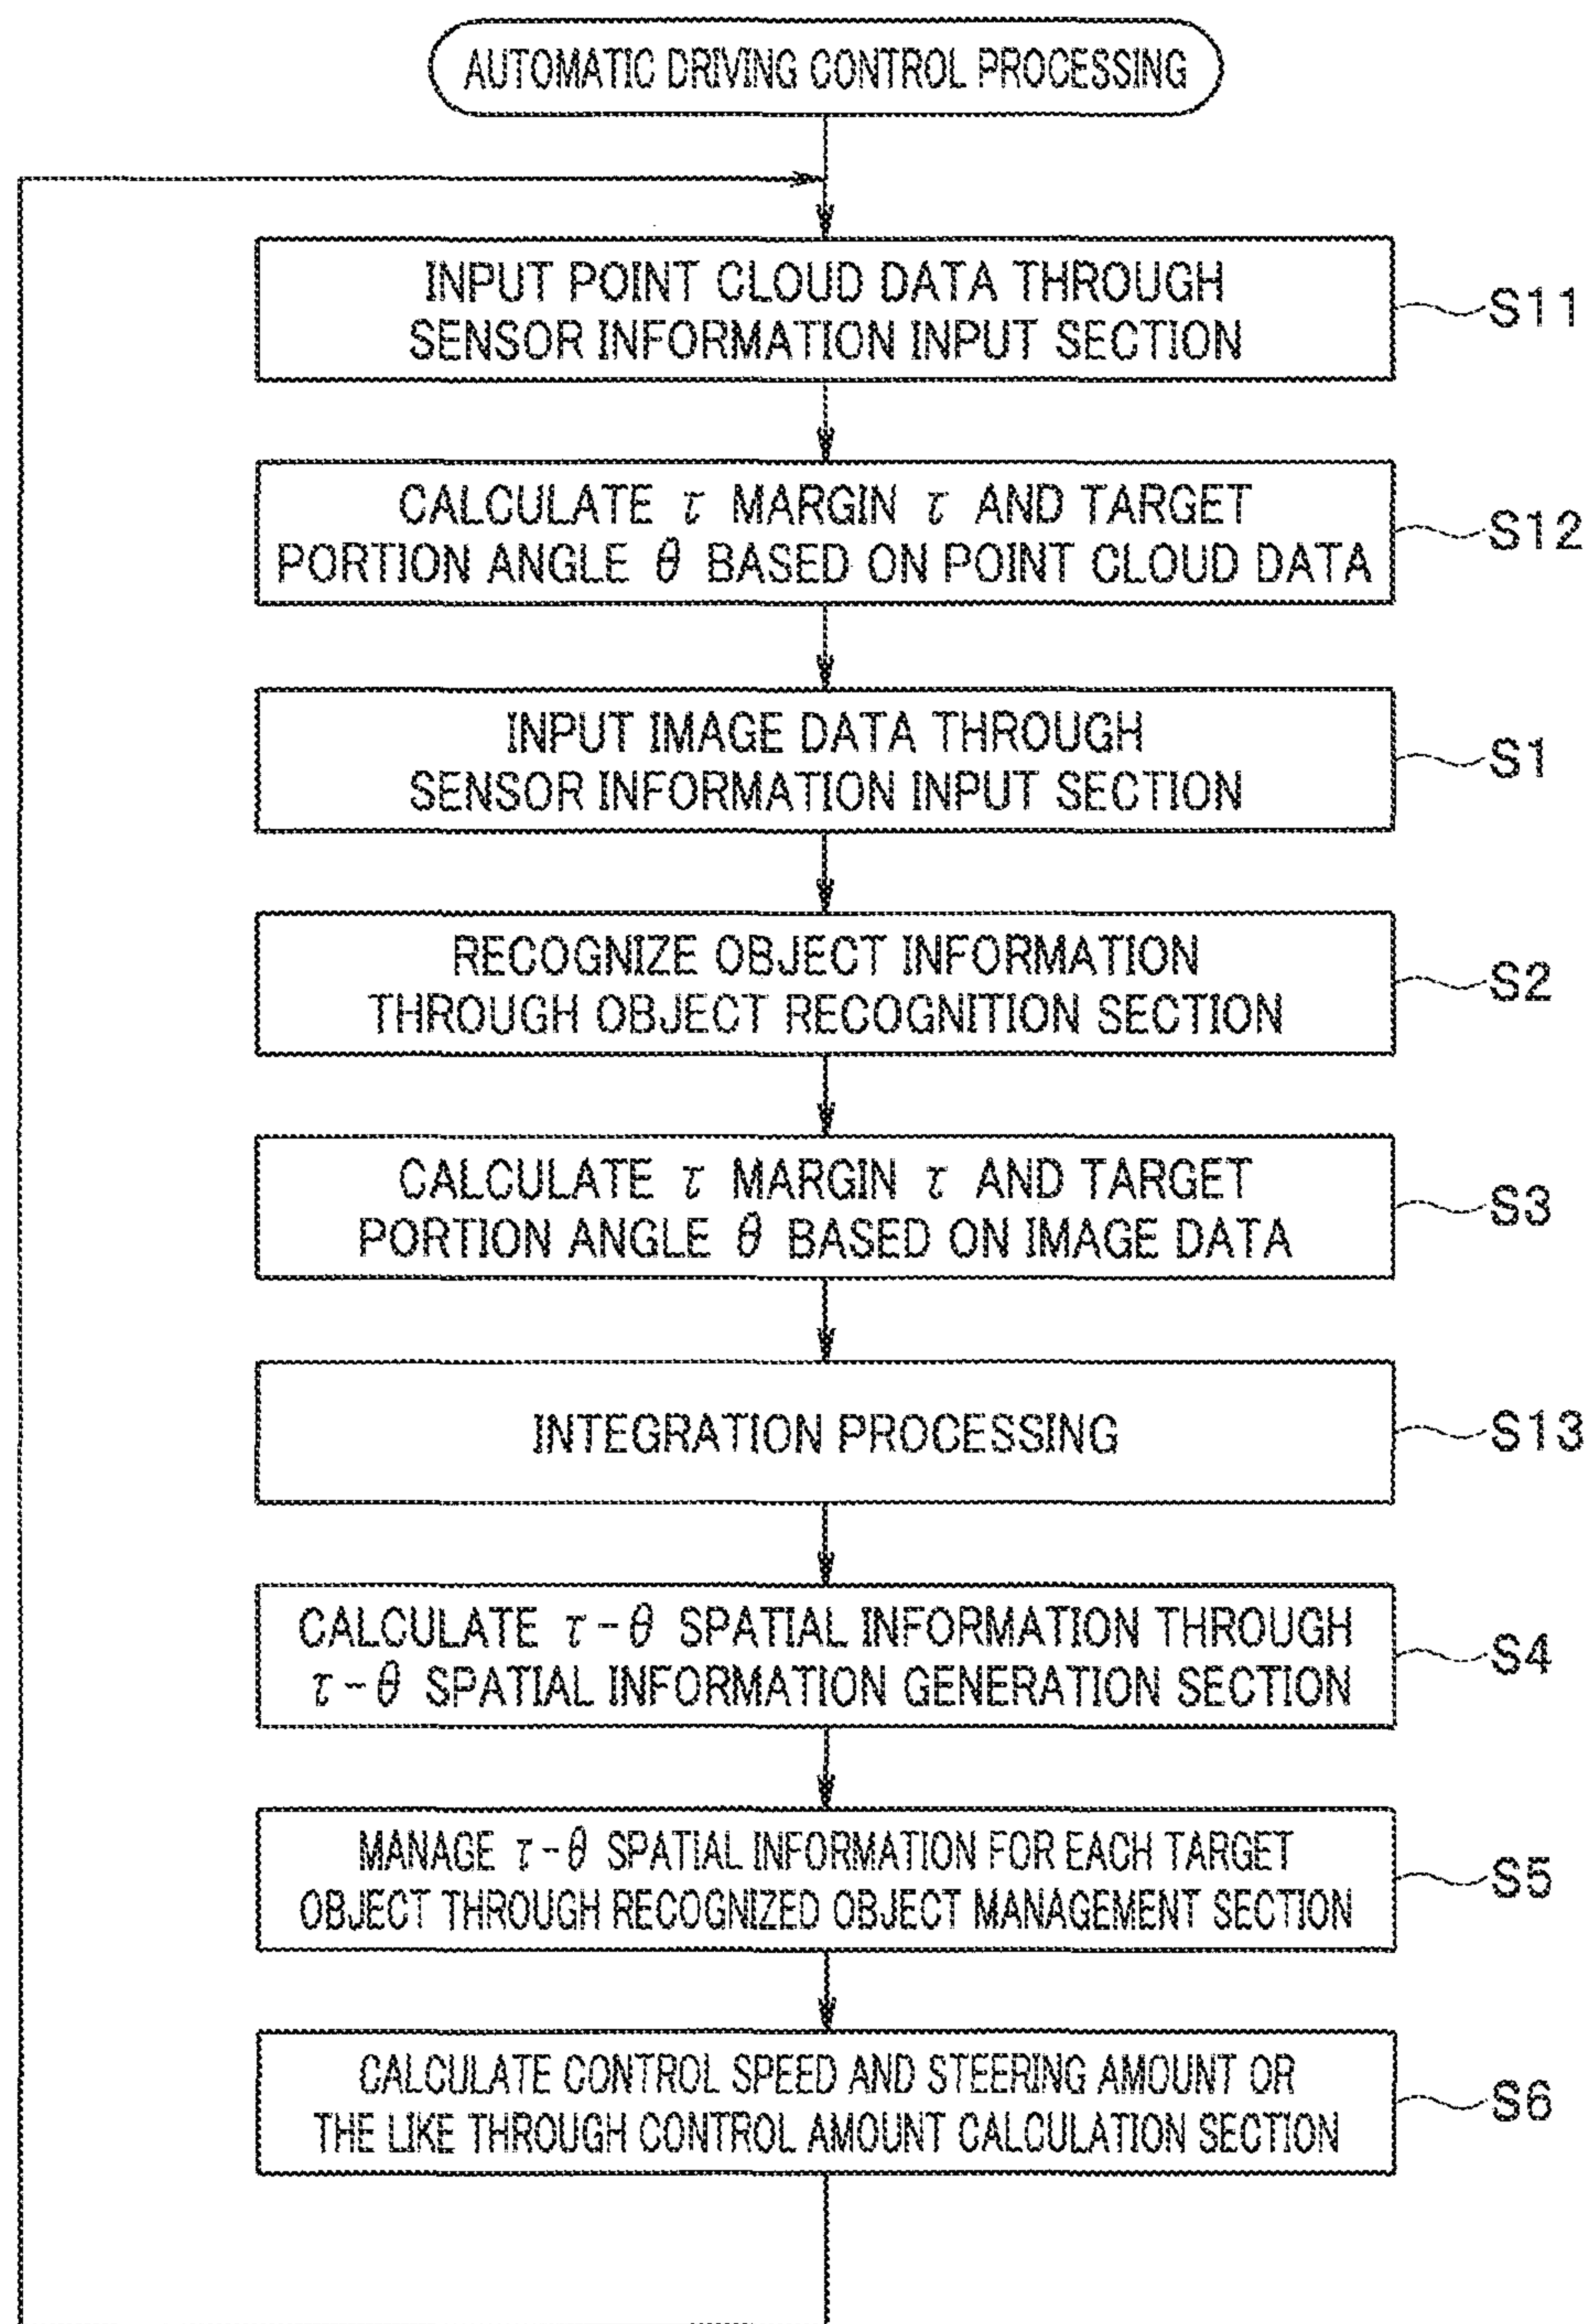 AUTOMATIC DRIVING CONTROL PROCESSING
INPUT POINT CLOUD DATA THROUGH
SENSOR INFORMATION INPUT SECTION
S11
CALCULATE τ MARGIN τ AND TARGET
PORTION ANGLE θ BASED ON POINT CLOUD DATA
S12
INPUT IMAGE DATA THROUGH
SENSOR INFORMATION INPUT SECTION
S1
RECOGNIZE OBJECT INFORMATION
THROUGH OBJECT RECOGNITION SECTION
S2
CALCULATE τ MARGIN τ AND TARGET
PORTION ANGLE θ BASED ON IMAGE DATA
S3
INTEGRATION PROCESSING
S13
CALCULATE τ-θ SPATIAL INFORMATION THROUGH
τ-θ SPATIAL INFORMATION GENERATION SECTION
S4
MANAGE τ-θ SPATIAL INFORMATION FOR EACH TARGET
OBJECT THROUGH RECOGNIZED OBJECT MANAGEMENT SECTION
S5
CALCULATE CONTROL SPEED AND STEERING AMOUNT OR
THE LIKE THROUGH CONTROL AMOUNT CALCULATION SECTION
S6